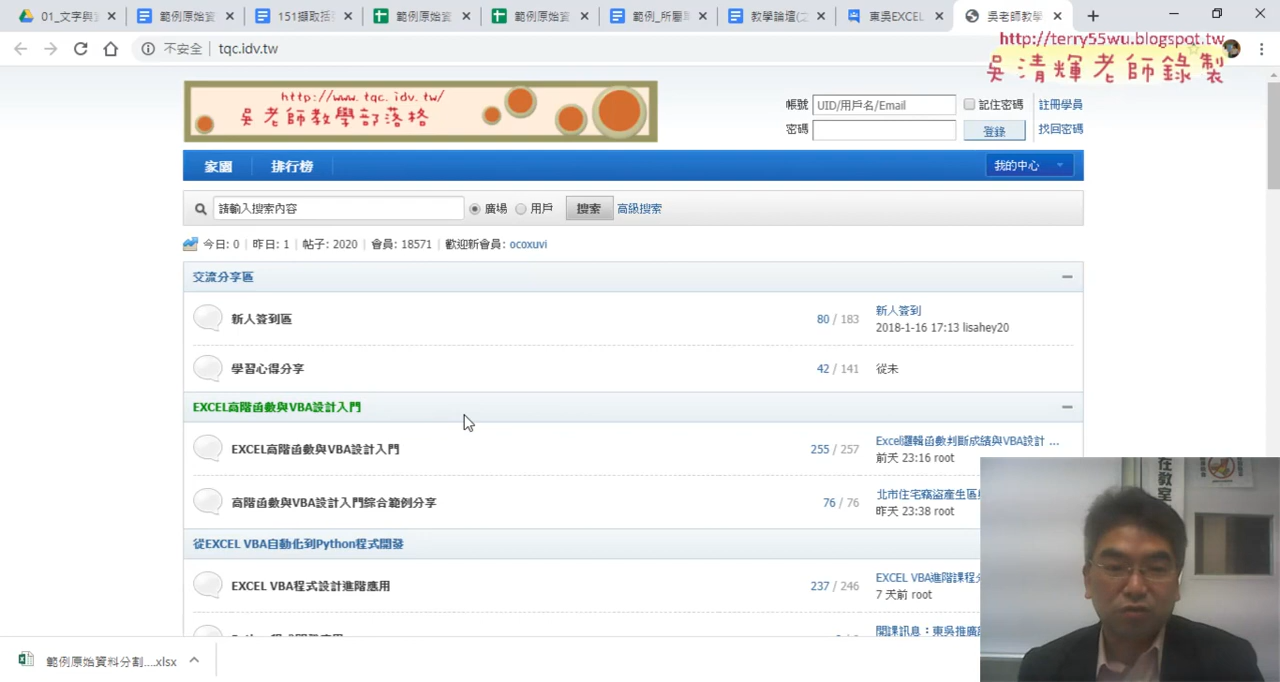 01_文字與
範例原始資
151擷取括
範例原始資
範例原始資
範例_所屬
教學論壇(文
東吳EXCEL
吳老師教學
不安全 | tqc.idv.tw
http://terry55wu.blogspot.tw
吳清輝老師錄製
http://www.tqc.idv.tw/
吳老師教學部落格
帳號 UID/用戶名/Email 記住密碼 註冊學員
密碼 登錄 找回密碼
家園 排行榜 我的中心
請輸入搜索內容 廣場 用戶 搜索 高級搜索
今日: 0 | 昨日: 1 | 帖子: 2020 | 會員: 18571 | 歡迎新會員: ocoxuvi
交流分享區
新人簽到區 80 / 183 新人簽到
2018-1-16 17:13 lisahey20
學習心得分享 42 / 141 從未
EXCEL高階函數與VBA設計入門
EXCEL高階函數與VBA設計入門 255 / 257 Excel邏輯函數判斷成績與VBA設計 ...
前天 23:16 root
高階函數與VBA設計入門綜合範例分享 76 / 76 北市住宅竊盜產生區
昨天 23:38 root
從EXCEL VBA自動化到Python程式開發
EXCEL VBA程式設計進階應用 237 / 246 EXCEL VBA進階課程
7 天前 root
開課訊息：東吳推廣
在教室
範例原始資料分割....xlsx